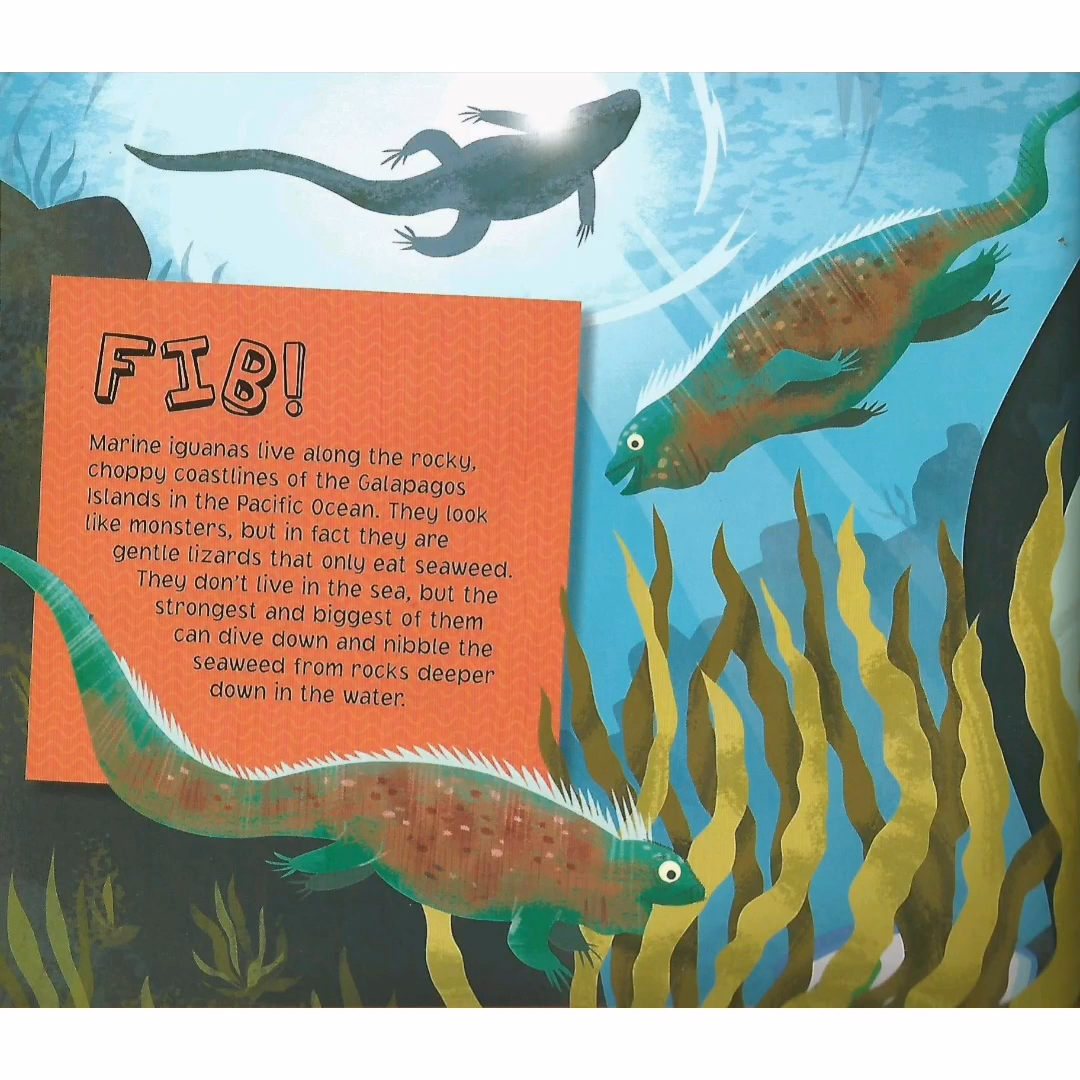 FIB!
Marine iguanas live along the rocky,
choppy coastlines of the Galapagos
Islands in the Pacific Ocean. They look
like monsters, but in fact they are
gentle lizards that only eat seaweed.
They don't live in the sea, but the
strongest and biggest of them
can dive down and nibble the
seaweed from rocks deeper
down in the water.